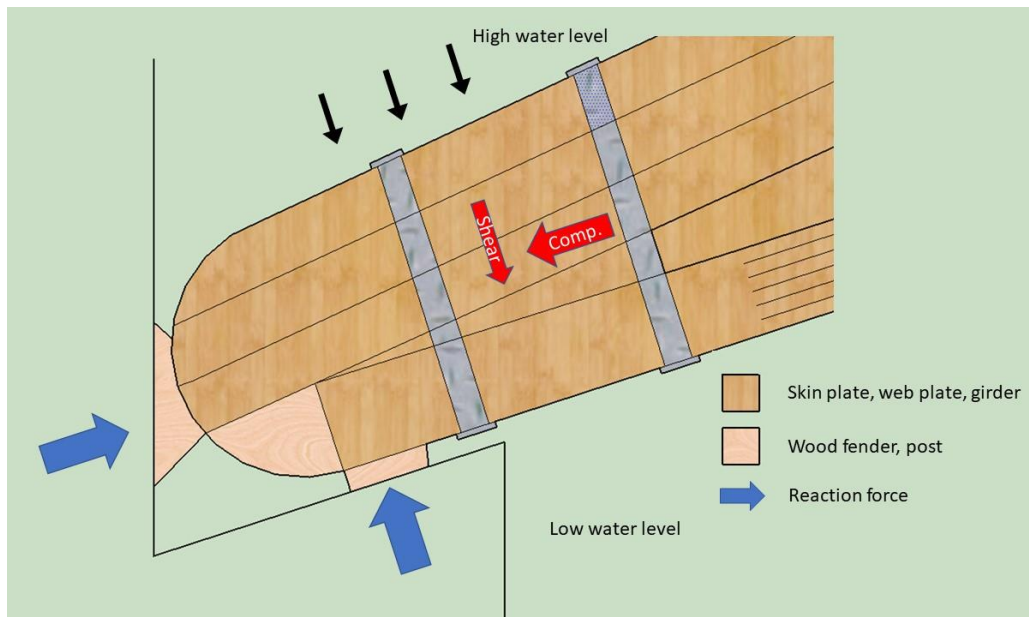 High water level
Shear
Comp.
Skin plate, web plate, girder
Wood fender, post
Reaction force
Low water level